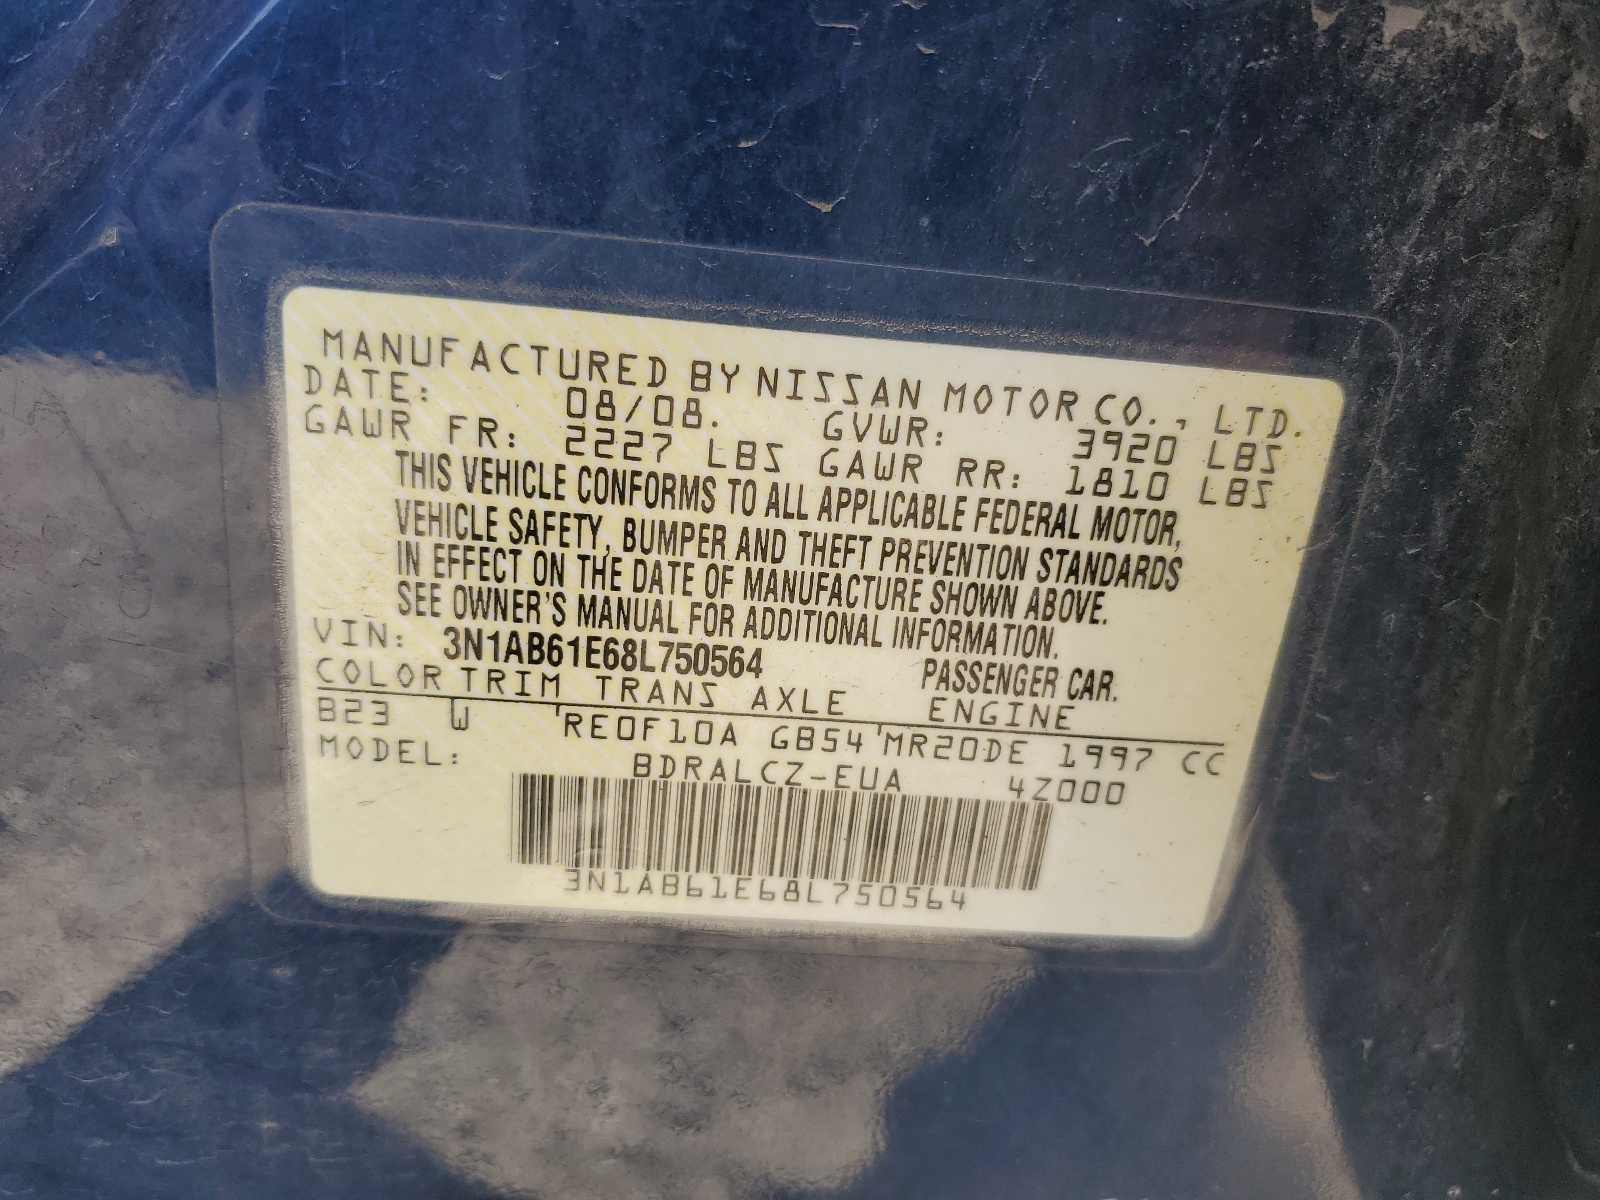 MANUFACTURED BY NISSAN MOTOR CO., LTD.
DATE: 08/08. GVWR: 3920 LBS
GAWR FR: 2227 LBS GAWR RR: 1810 LBS
THIS VEHICLE CONFORMS TO ALL APPLICABLE FEDERAL MOTOR,
VEHICLE SAFETY, BUMPER AND THEFT PREVENTION STANDARDS
IN EFFECT ON THE DATE OF MANUFACTURE SHOWN ABOVE.
SEE OWNER'S MANUAL FOR ADDITIONAL INFORMATION.
VIN: 3N1AB61E68L750564 PASSENGER CAR.
COLOR TRIM TRANS AXLE ENGINE
B23 W RE0F10A GB54 MR20DE 1997 CC
MODEL: BDRALCZ-EUA 4Z000
3N1AB61E68L750564